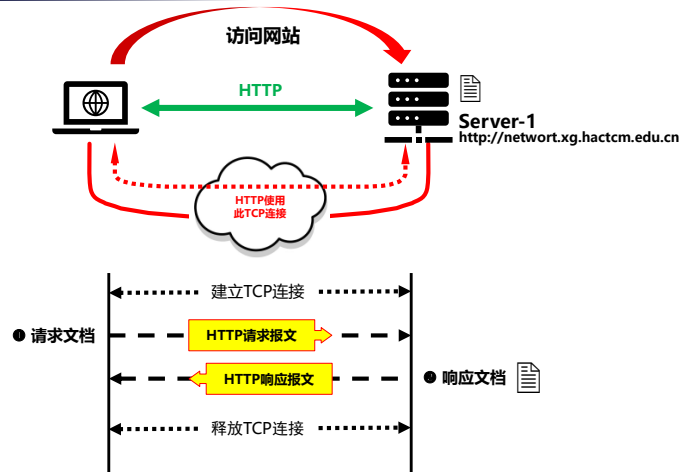 访问网站
HTTP
Server-1
http://networt.xg.hactcm.edu.cn
HTTP使用
此TCP连接
建立TCP连接
❶ 请求文档
HTTP请求报文
HTTP响应报文
❷ 响应文档
释放TCP连接